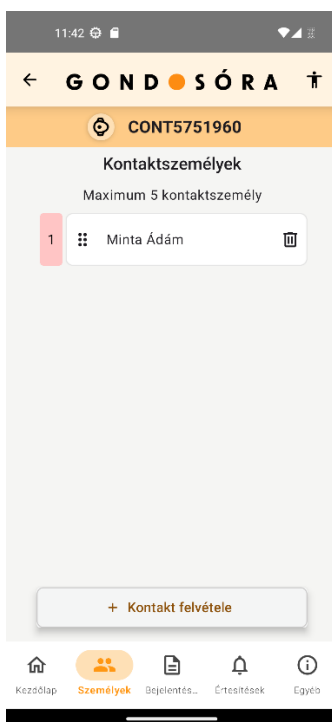 11:42
GONDOSÓRA
CONT5751960
Kontaktszemélyek
Maximum 5 kontaktszemély
1 Minta Ádám
+ Kontakt felvétele
Kezdőlap Személyek Bejelentés... Értesítések Egyéb